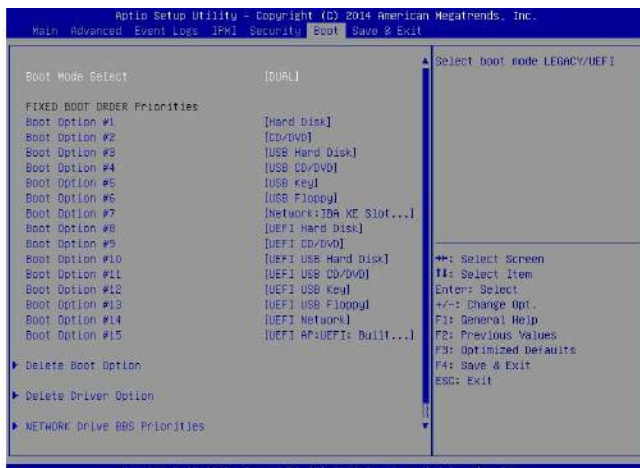 Aptio Setup Utility – Copyright (C) 2014 American Megatrends, Inc.
Main Advanced Event Logs IPMI Security Boot Save & Exit
Boot Mode Select [DUAL]
FIXED BOOT ORDER Priorities
Boot Option #1 [Hard Disk]
Boot Option #2 [CD/DVD]
Boot Option #3 [USB Hard Disk]
Boot Option #4 [USB CD/DVD]
Boot Option #5 [USB Key]
Boot Option #6 [USB Floppy]
Boot Option #7 [Network:IBA XE Slot...]
Boot Option #8 [UEFI Hard Disk]
Boot Option #9 [UEFI CD/DVD]
Boot Option #10 [UEFI USB Hard Disk]
Boot Option #11 [UEFI USB CD/DVD]
Boot Option #12 [UEFI USB Key]
Boot Option #13 [UEFI USB Floppy]
Boot Option #14 [UEFI Network]
Boot Option #15 [UEFI AP:UEFI: Built...]
Delete Boot Option
Delete Driver Option
NETWORK Drive BBS Priorities
Select boot mode LEGACY/UEFI
: Select Screen
: Select Item
Enter: Select
+/-: Change Opt.
F1: General Help
F2: Previous Values
F3: Optimized Defaults
F4: Save & Exit
ESC: Exit